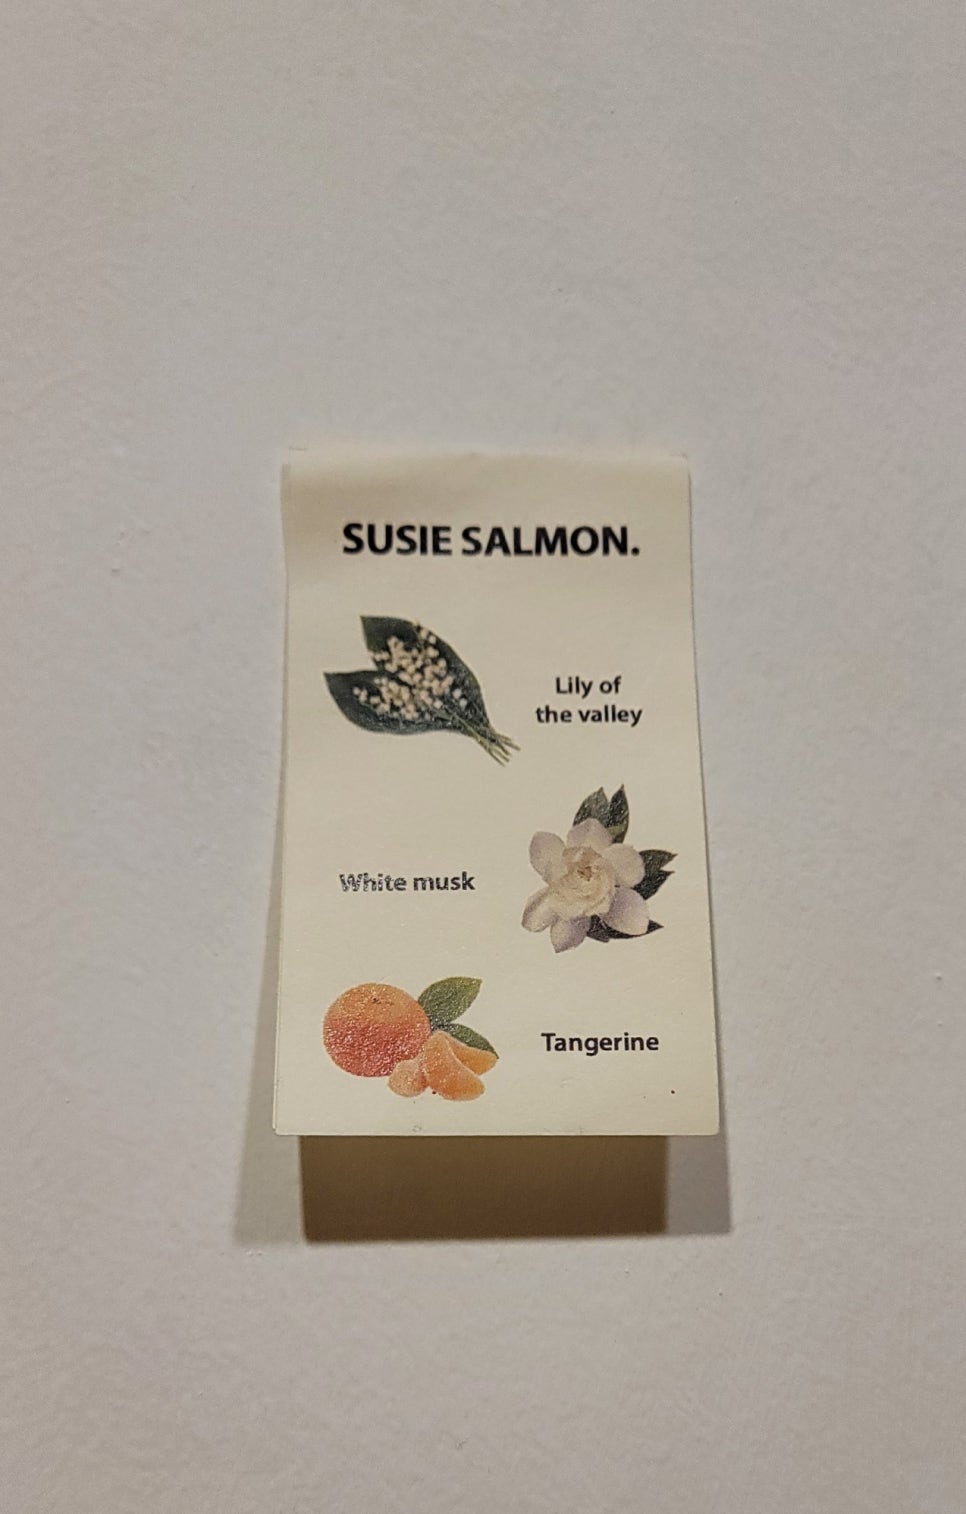 SUSIE SALMON.
Lily of
the valley
White musk
Tangerine